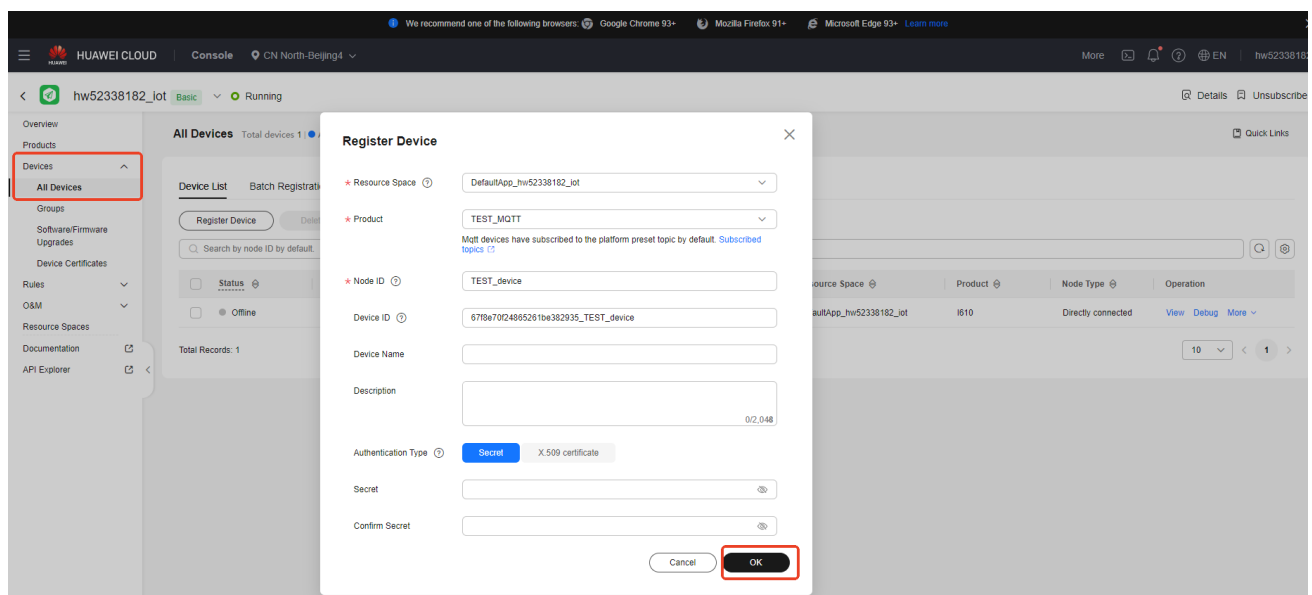 We recommend one of the following browsers: Google Chrome 93+ Mozilla Firefox 91+ Microsoft Edge 93+ Learn more
HUAWEI
HUAWEI CLOUD Console CN North-Beijing4 More EN hw52338182
hw52338182_iot Basic Running Details Unsubscribe
Overview
Products
Devices
All Devices
Groups
Software/Firmware
Upgrades
Device Certificates
Rules
O&M
Resource Spaces
Documentation
API Explorer
All Devices Total devices 1 |
Quick Links
Device List Batch Registrati
Register Device Delet
Search by node ID by default.
Status
Offline
Total Records: 1
Register Device
* Resource Space DefaultApp_hw52338182_iot
* Product TEST_MQTT
Mqtt devices have subscribed to the platform preset topic by default. Subscribed
topics
* Node ID TEST_device
Device ID 67f8e70f24865261be382935_TEST_device
Device Name
Description
0/2,048
Authentication Type Secret X.509 certificate
Secret
Confirm Secret
Cancel OK
source Space Product Node Type Operation
aultApp_hw52338182_iot I610 Directly connected View Debug More
10 < 1 >